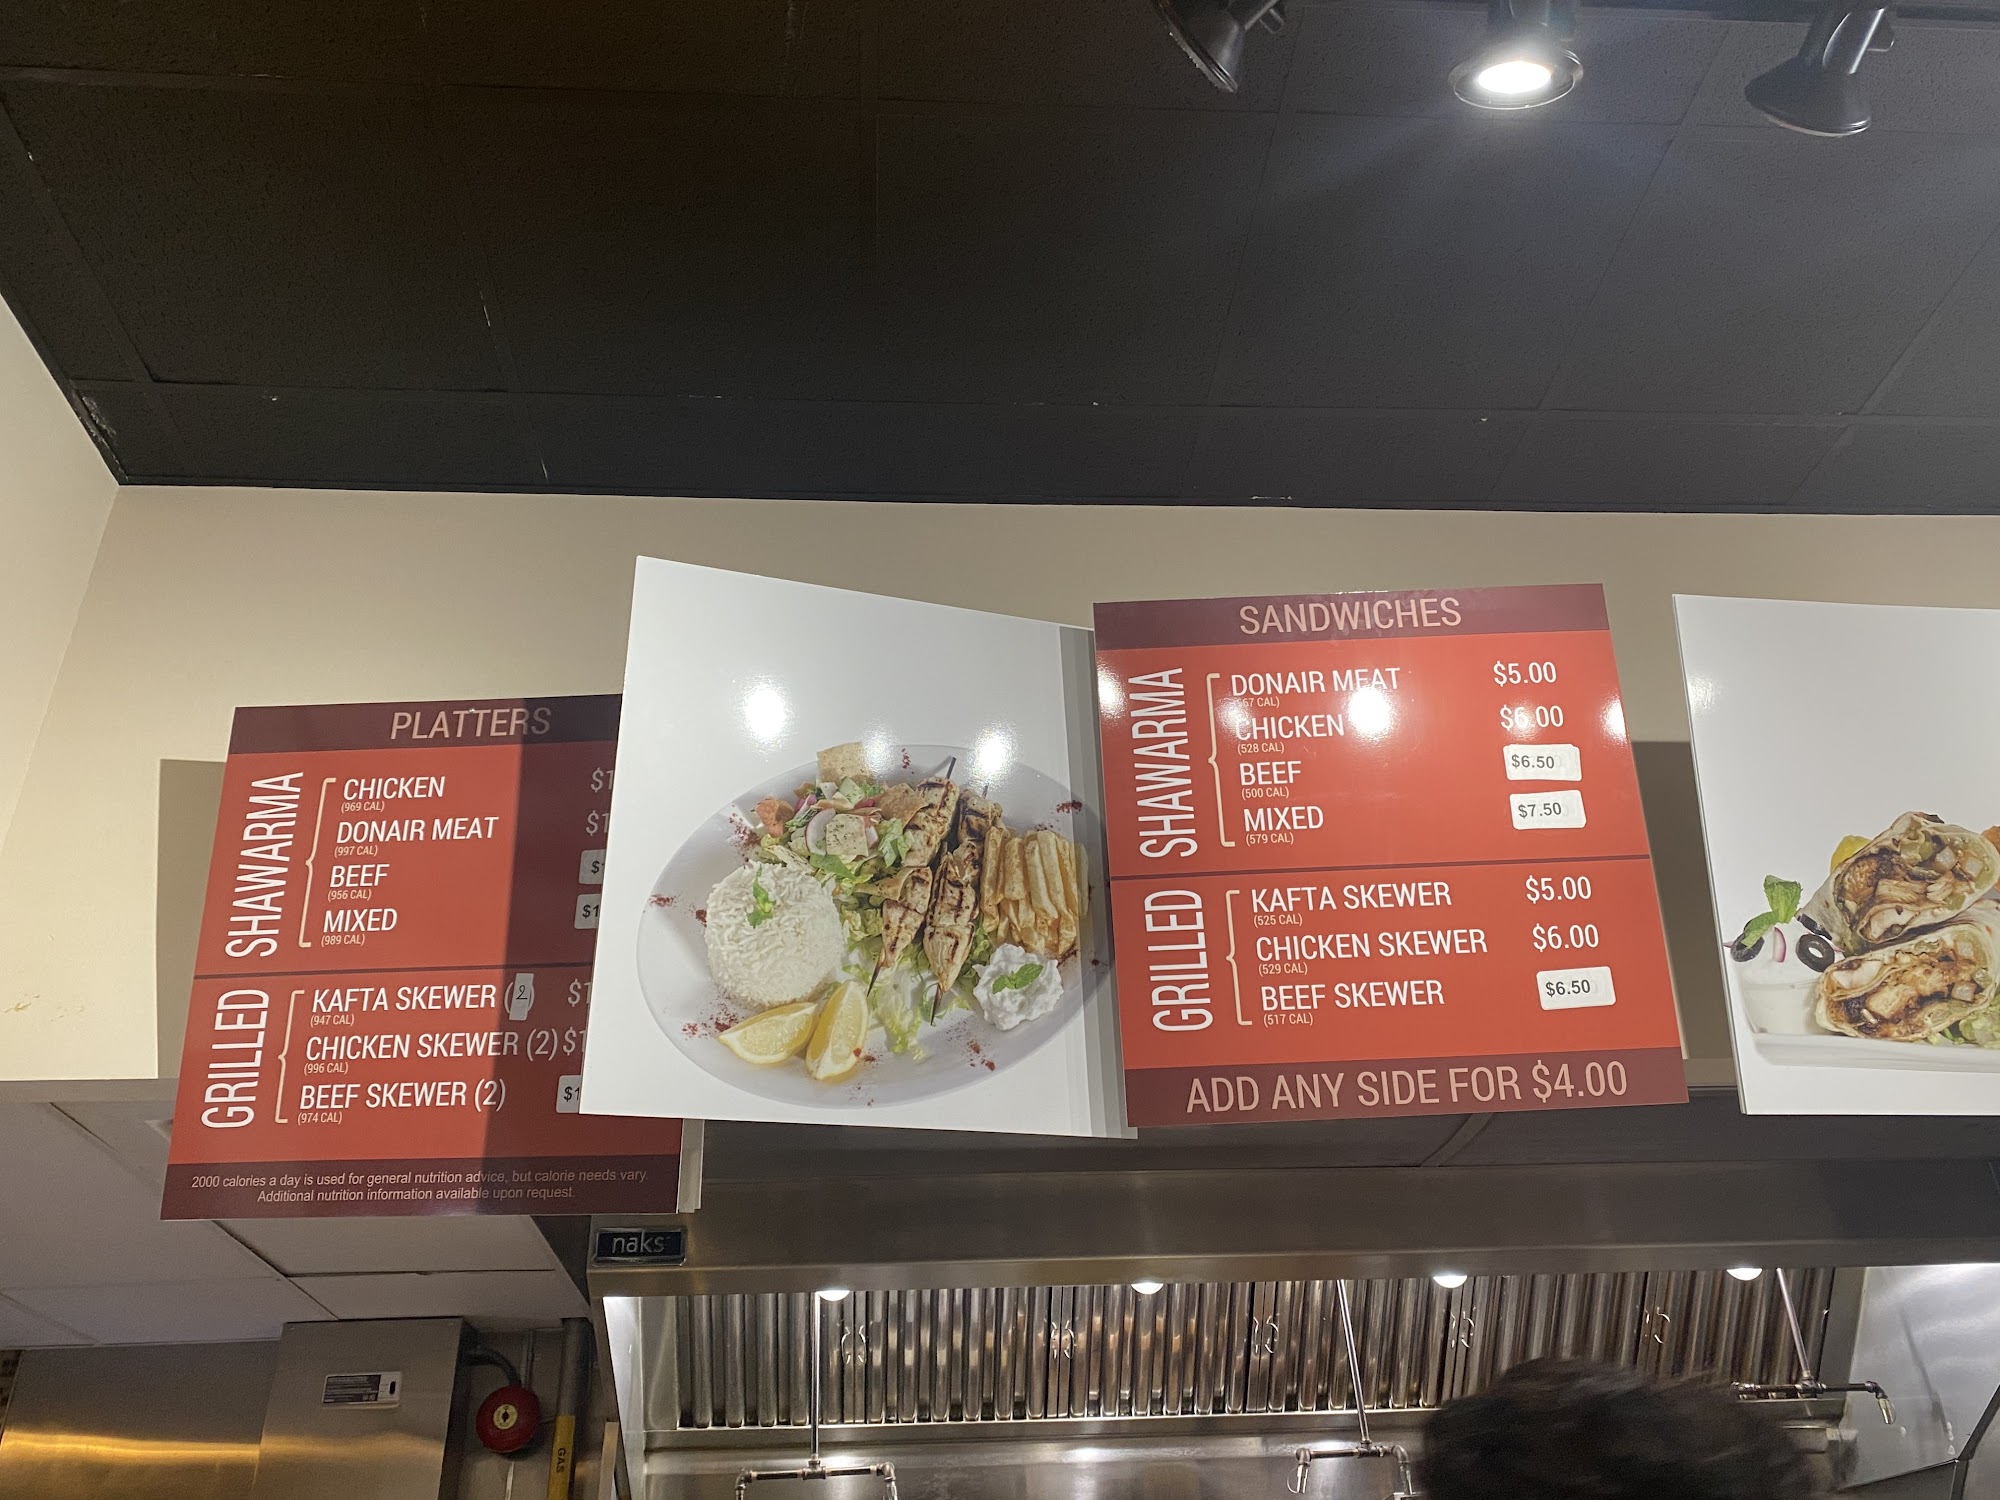 PLATTERS
SHAWARMA
CHICKEN
(969 CAL)
DONAIR MEAT
(997 CAL)
BEEF
(956 CAL)
MIXED
(989 CAL)
GRILLED
KAFTA SKEWER (2)
(947 CAL)
CHICKEN SKEWER (2)
(996 CAL)
BEEF SKEWER (2)
(974 CAL)
2000 calories a day is used for general nutrition advice, but calorie needs vary.
Additional nutrition information available upon request.
SANDWICHES
SHAWARMA
DONAIR MEAT $5.00
CAL)
CHICKEN $6.00
(528 CAL)
BEEF $6.50
(500 CAL)
MIXED $7.50
(579 CAL)
GRILLED
KAFTA SKEWER $5.00
(525 CAL)
CHICKEN SKEWER $6.00
(529 CAL)
BEEF SKEWER $6.50
(517 CAL)
ADD ANY SIDE FOR $4.00
naks
GAS